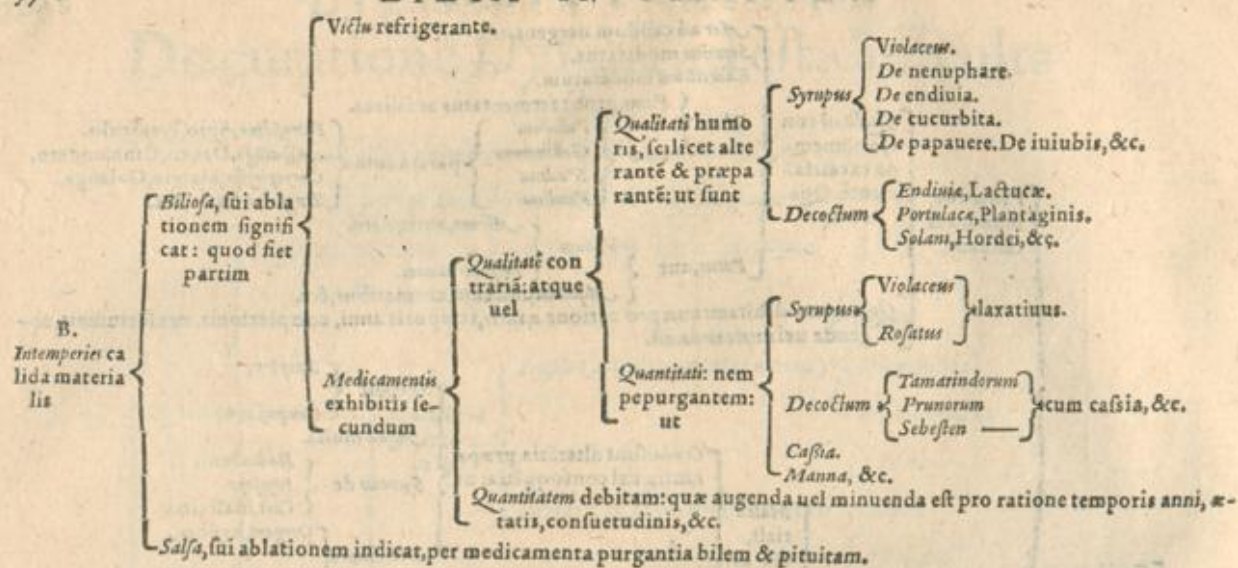 Victu refrigerante.
Violaceus.
De nenuphare.
Syrupus
De endiuia.
De cucurbita.
De papauere. De iuiubis, &c.
Qualitati humo
ris, scilicet alte
rantē & præpa
rantē: ut sunt
Endiuiæ, Lactucæ.
Decoctum
Portulacæ, Plantaginis.
Solani, Hordei, &c.
Biliosa, sui abla
tionem signifi
cat: quod fiet
partim
Qualitatē con
trariā: atque
uel
Violaceus
Syrupus
laxatiuus.
Rosatus
B.
Intemperies ca
lida materia
lis
Medicamentis
exhibitis se-
cundum
Quantitati: nem
pe purgantem:
ut
Tamarindorum
Decoctum
Prunorum
cum cassia, &c.
Sebesten
Cassia.
Manna, &c.
Quantitatem debitam: quæ augenda uel minuenda est pro ratione temporis anni, æ-
tatis, consuetudinis, &c.
Salsa, sui ablationem indicat, per medicamenta purgantia bilem & pituitam.